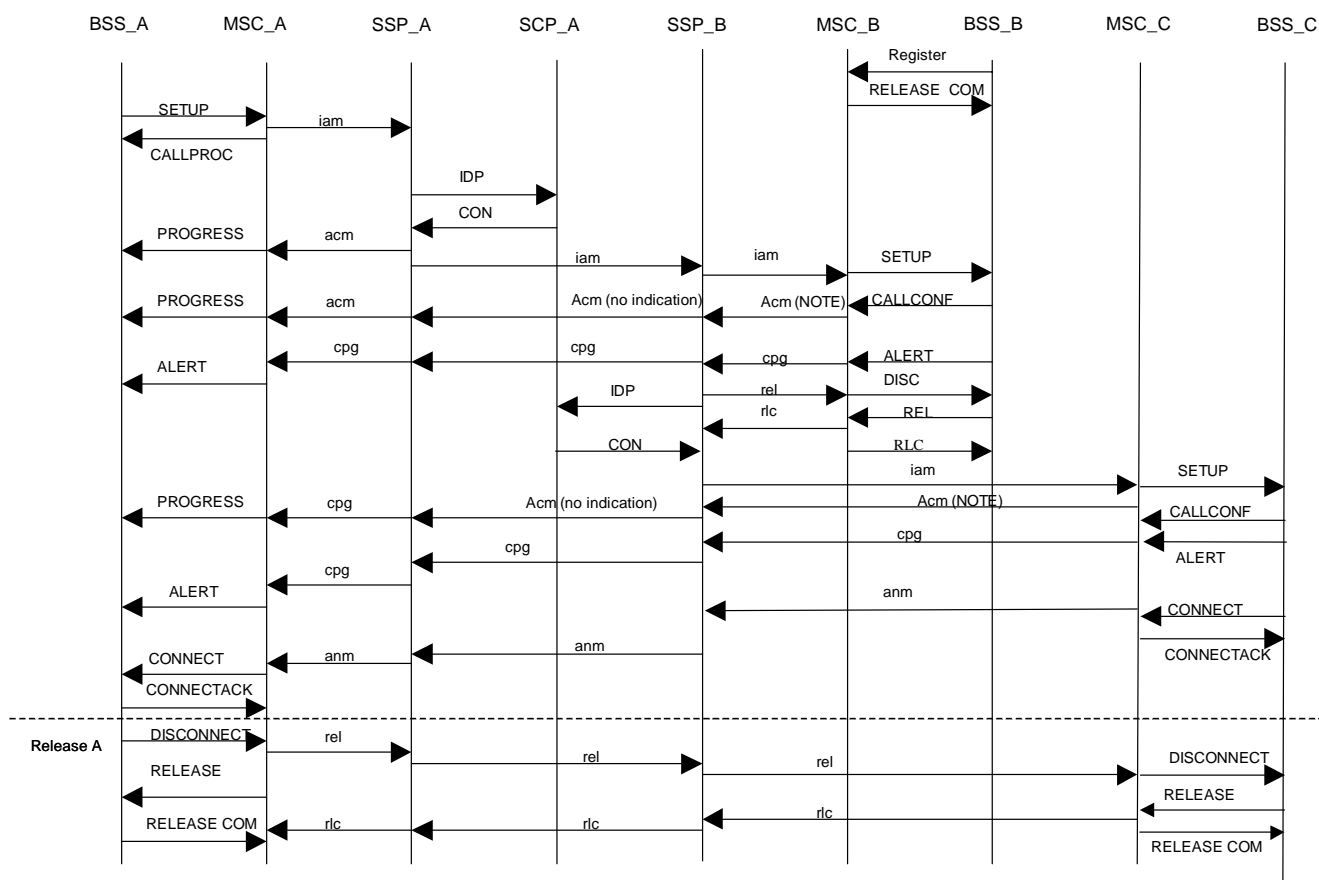 BSS_A MSC_A SSP_A SCP_A SSP_B MSC_B BSS_B MSC_C BSS_C
Register
RELEASE COM
SETUP
iam
CALLPROC
IDP
CON
PROGRESS acm
iam iam SETUP
PROGRESS acm Acm (no indication) Acm (NOTE) CALLCONF
cpg cpg cpg ALERT
ALERT
IDP rel DISC
rlc REL
CON RLC
iam SETUP
PROGRESS cpg Acm (no indication) Acm (NOTE) CALLCONF
cpg cpg ALERT
cpg
ALERT anm CONNECT
CONNECT anm anm CONNECTACK
CONNECTACK
Release A DISCONNECT rel rel rel DISCONNECT
RELEASE RELEASE
RELEASE COM rlc rlc rlc RELEASE COM